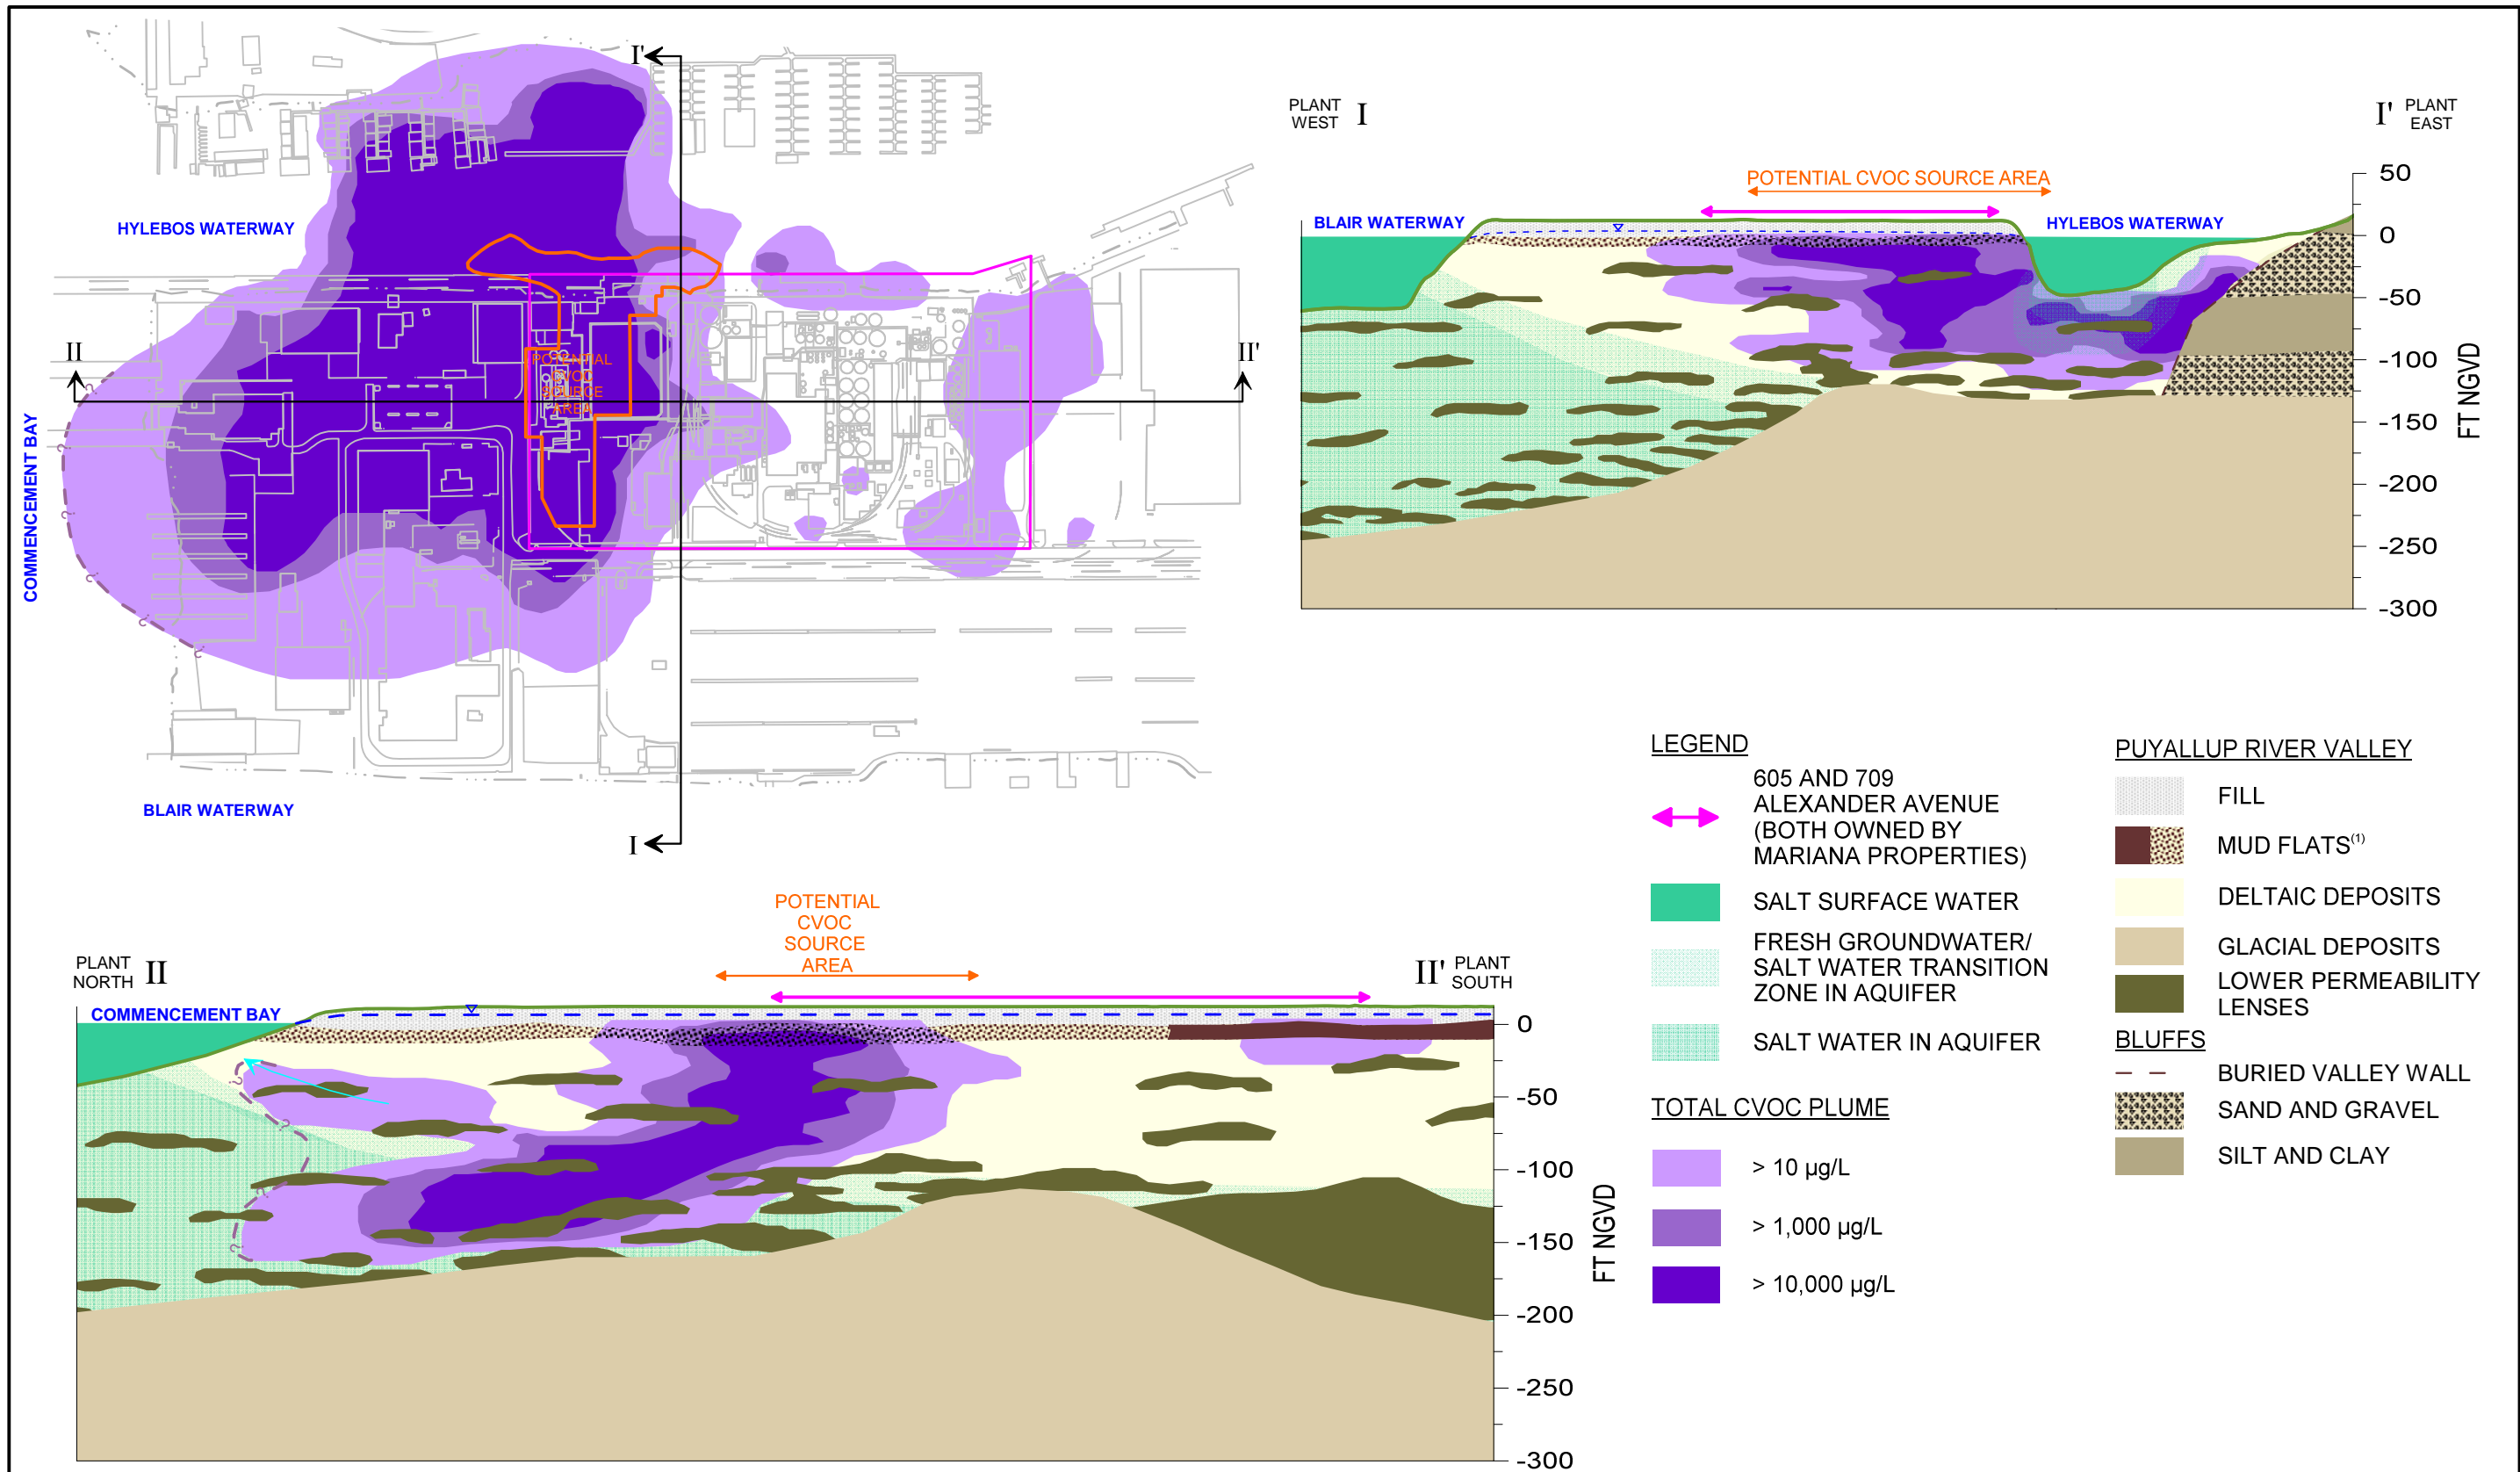 I'
HYLEBOS WATERWAY
II
II'
POTENTIAL
CVOC
SOURCE
AREA
COMMENCEMENT BAY
?
?
?
?
?
?
BLAIR WATERWAY
I
PLANT
WEST
I
I'
PLANT
EAST
POTENTIAL CVOC SOURCE AREA
BLAIR WATERWAY
HYLEBOS WATERWAY
50
0
-50
-100
-150
-200
-250
-300
FT NGVD
POTENTIAL
CVOC
SOURCE
AREA
PLANT
NORTH
II
II'
PLANT
SOUTH
COMMENCEMENT BAY
?
?
?
?
0
-50
-100
-150
-200
-250
-300
FT NGVD
LEGEND
605 AND 709
ALEXANDER AVENUE
(BOTH OWNED BY
MARIANA PROPERTIES)
SALT SURFACE WATER
FRESH GROUNDWATER/
SALT WATER TRANSITION
ZONE IN AQUIFER
SALT WATER IN AQUIFER
TOTAL CVOC PLUME
> 10 µg/L
> 1,000 µg/L
> 10,000 µg/L
PUYALLUP RIVER VALLEY
FILL
MUD FLATS(1)
DELTAIC DEPOSITS
GLACIAL DEPOSITS
LOWER PERMEABILITY
LENSES
BLUFFS
BURIED VALLEY WALL
SAND AND GRAVEL
SILT AND CLAY